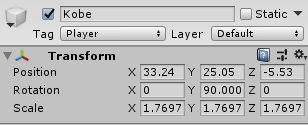 Kobe Static
Tag Player Layer Default
Transform
Position X 33.24 Y 25.05 Z -5.53
Rotation X 0 Y 90.000 Z 0
Scale X 1.7697 Y 1.7697 Z 1.7697